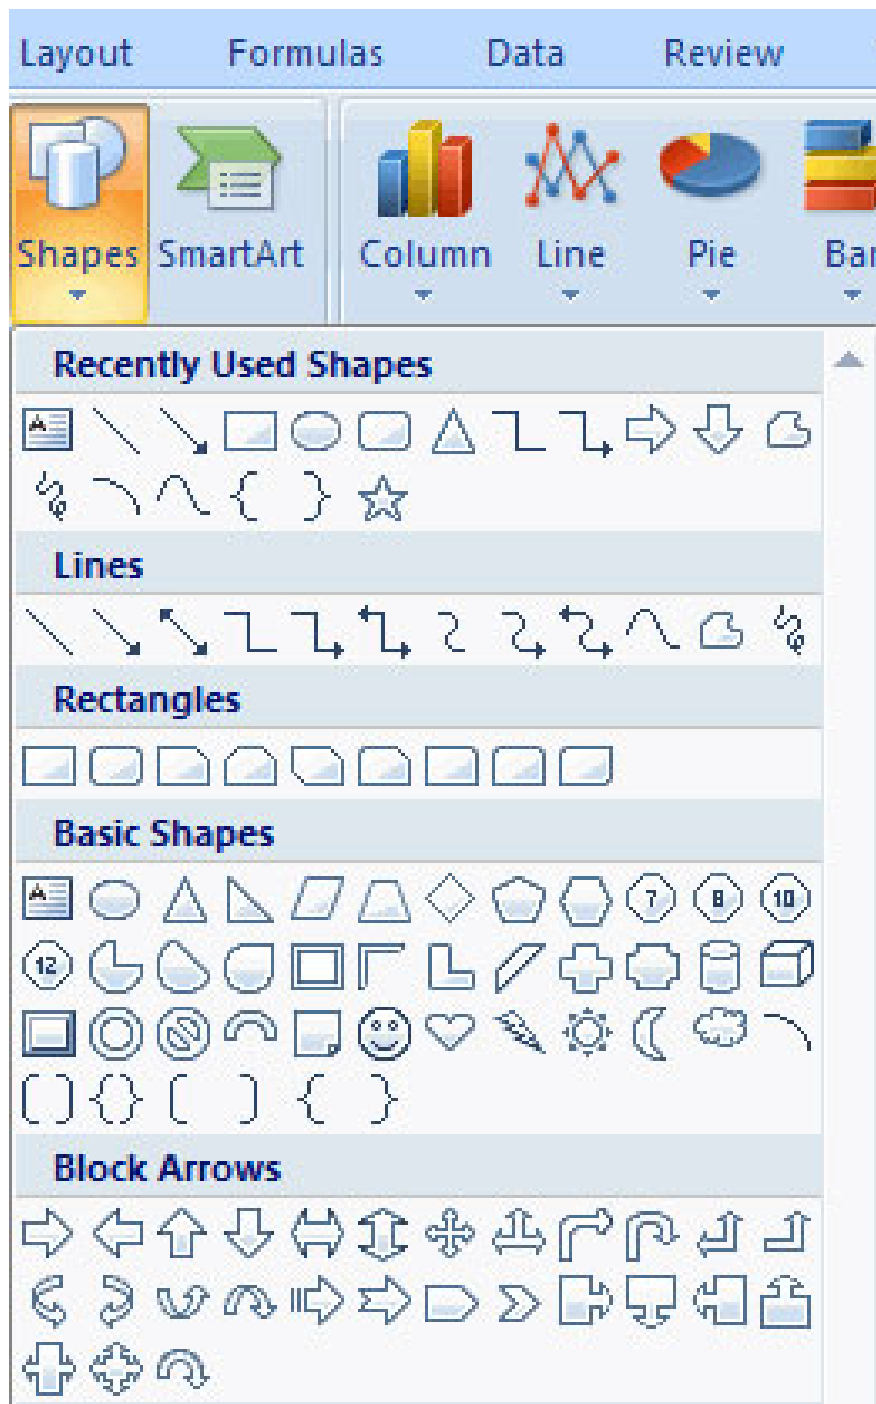 Layout Formulas Data Review
Shapes SmartArt Column Line Pie Bar
Recently Used Shapes
A
Lines
Rectangles
Basic Shapes
A 7 8 10
12
Block Arrows